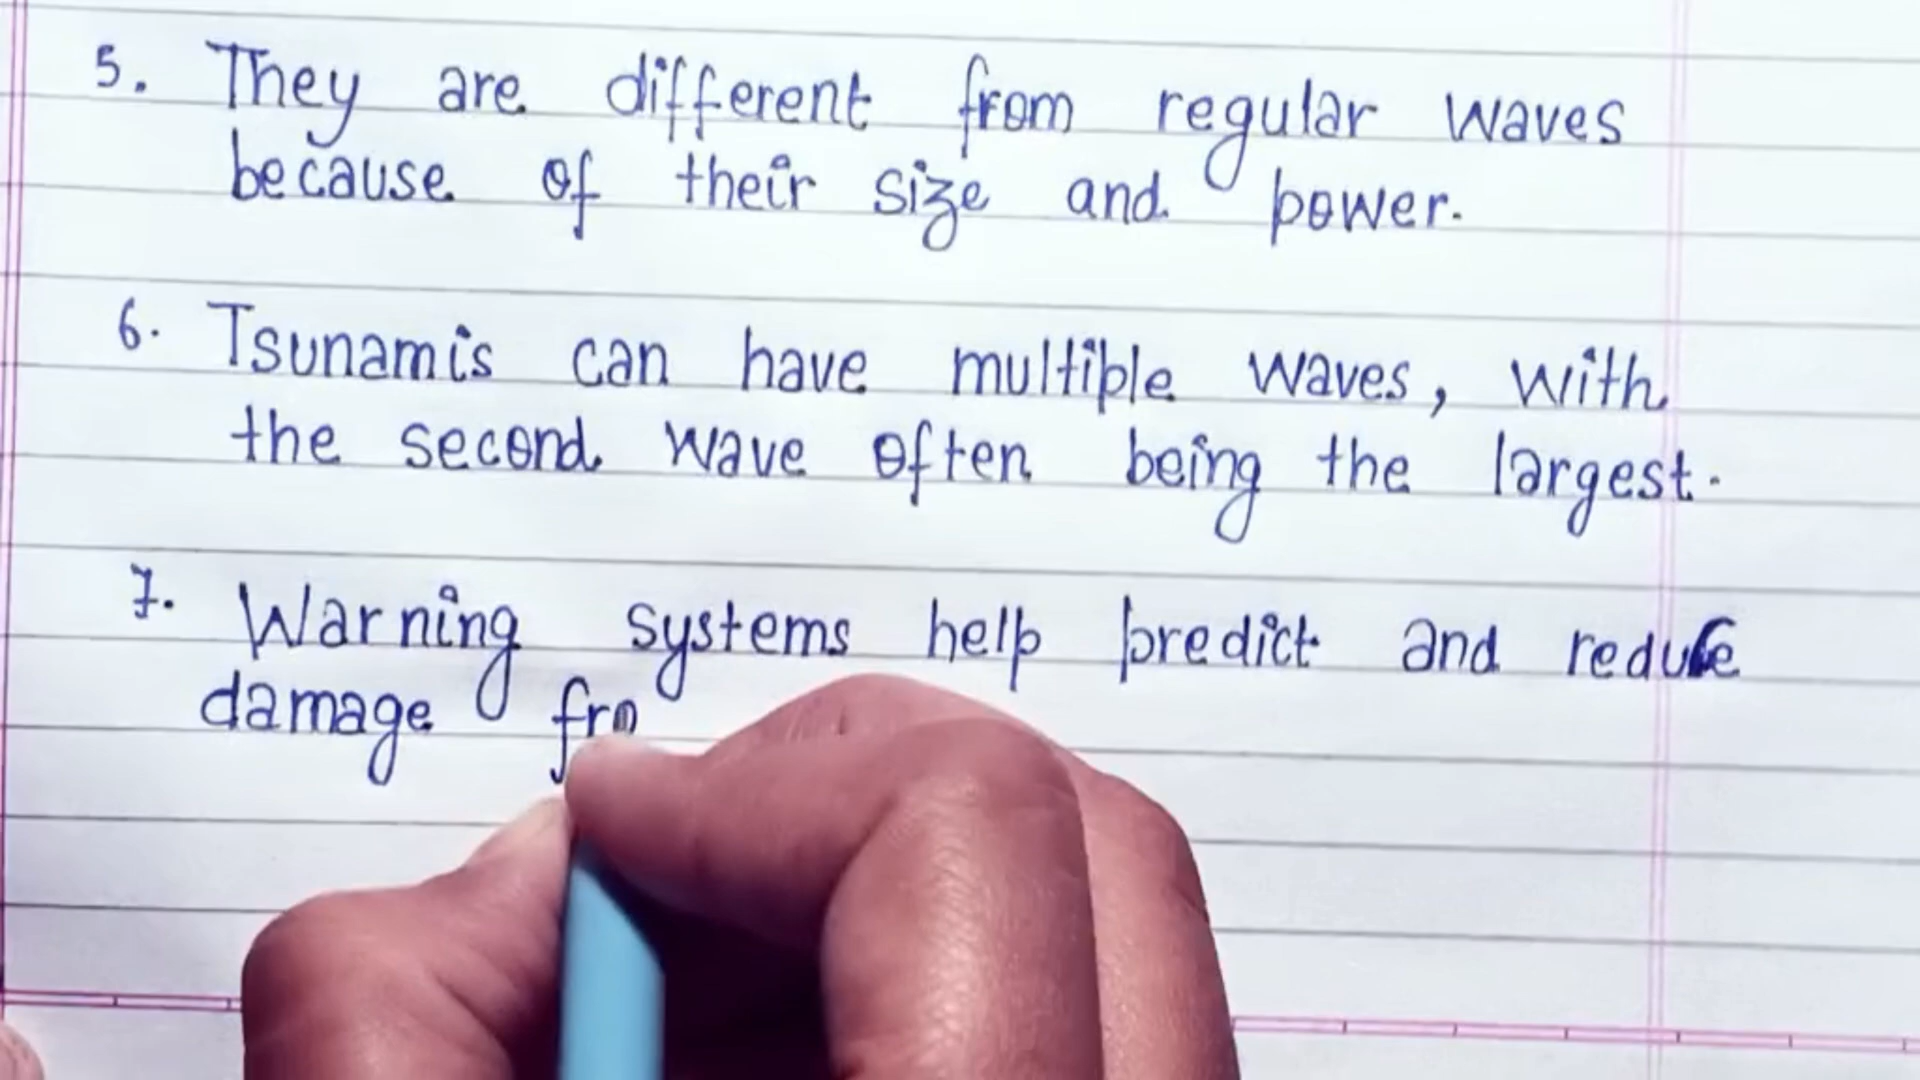 5. They are different from regular waves
because of their size and power.
6. Tsunamis can have multiple waves, with
the second wave often being the largest.
7. Warning systems help predict and reduce
damage fro